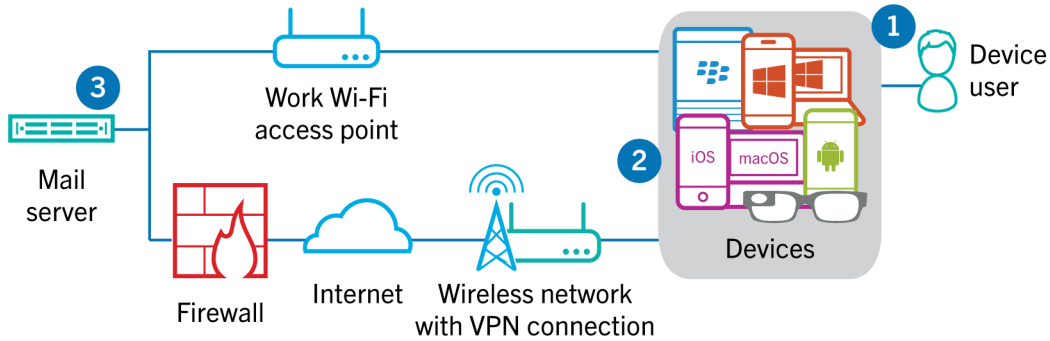 1
Device
user
3
Work Wi-Fi
access point
2
iOS
macOS
Mail
server
Devices
Firewall
Internet
Wireless network
with VPN connection